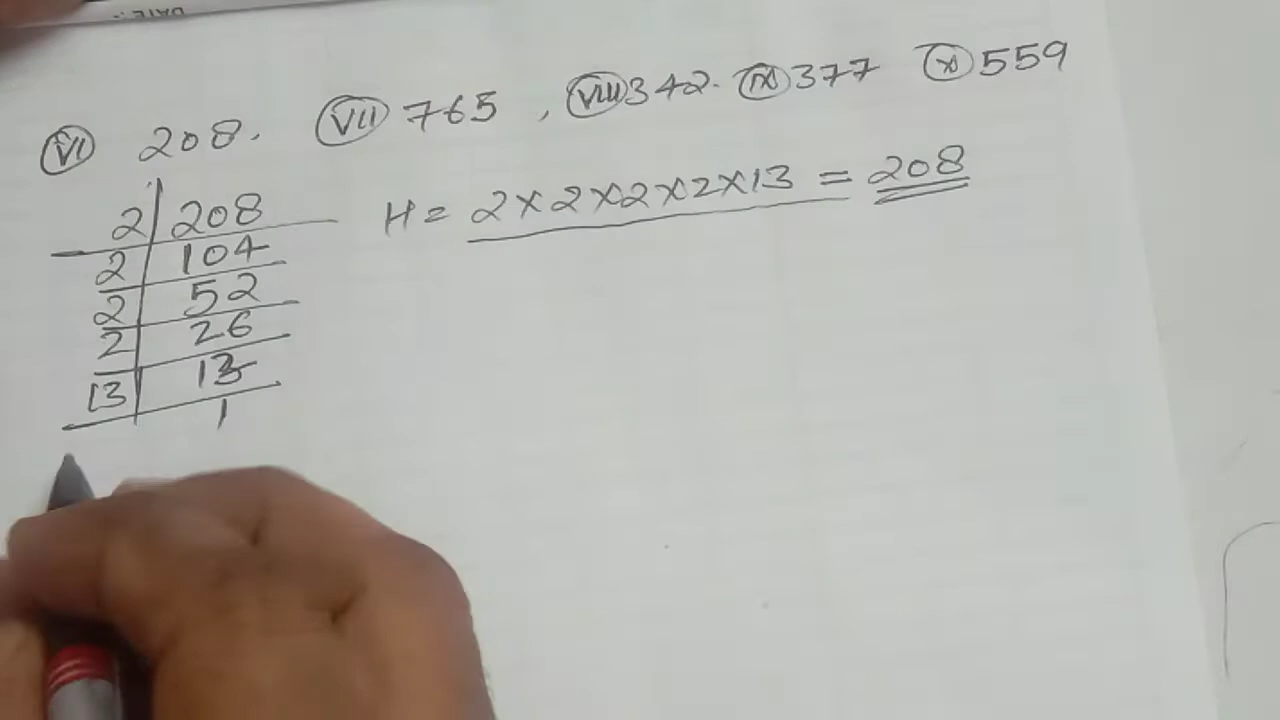 DATE :
VI 208. VII 765 , VIII 342. IX 377 X 559
2 208 H = 2×2×2×2×13 = 208
2 104
2 52
2 26
13 13
1